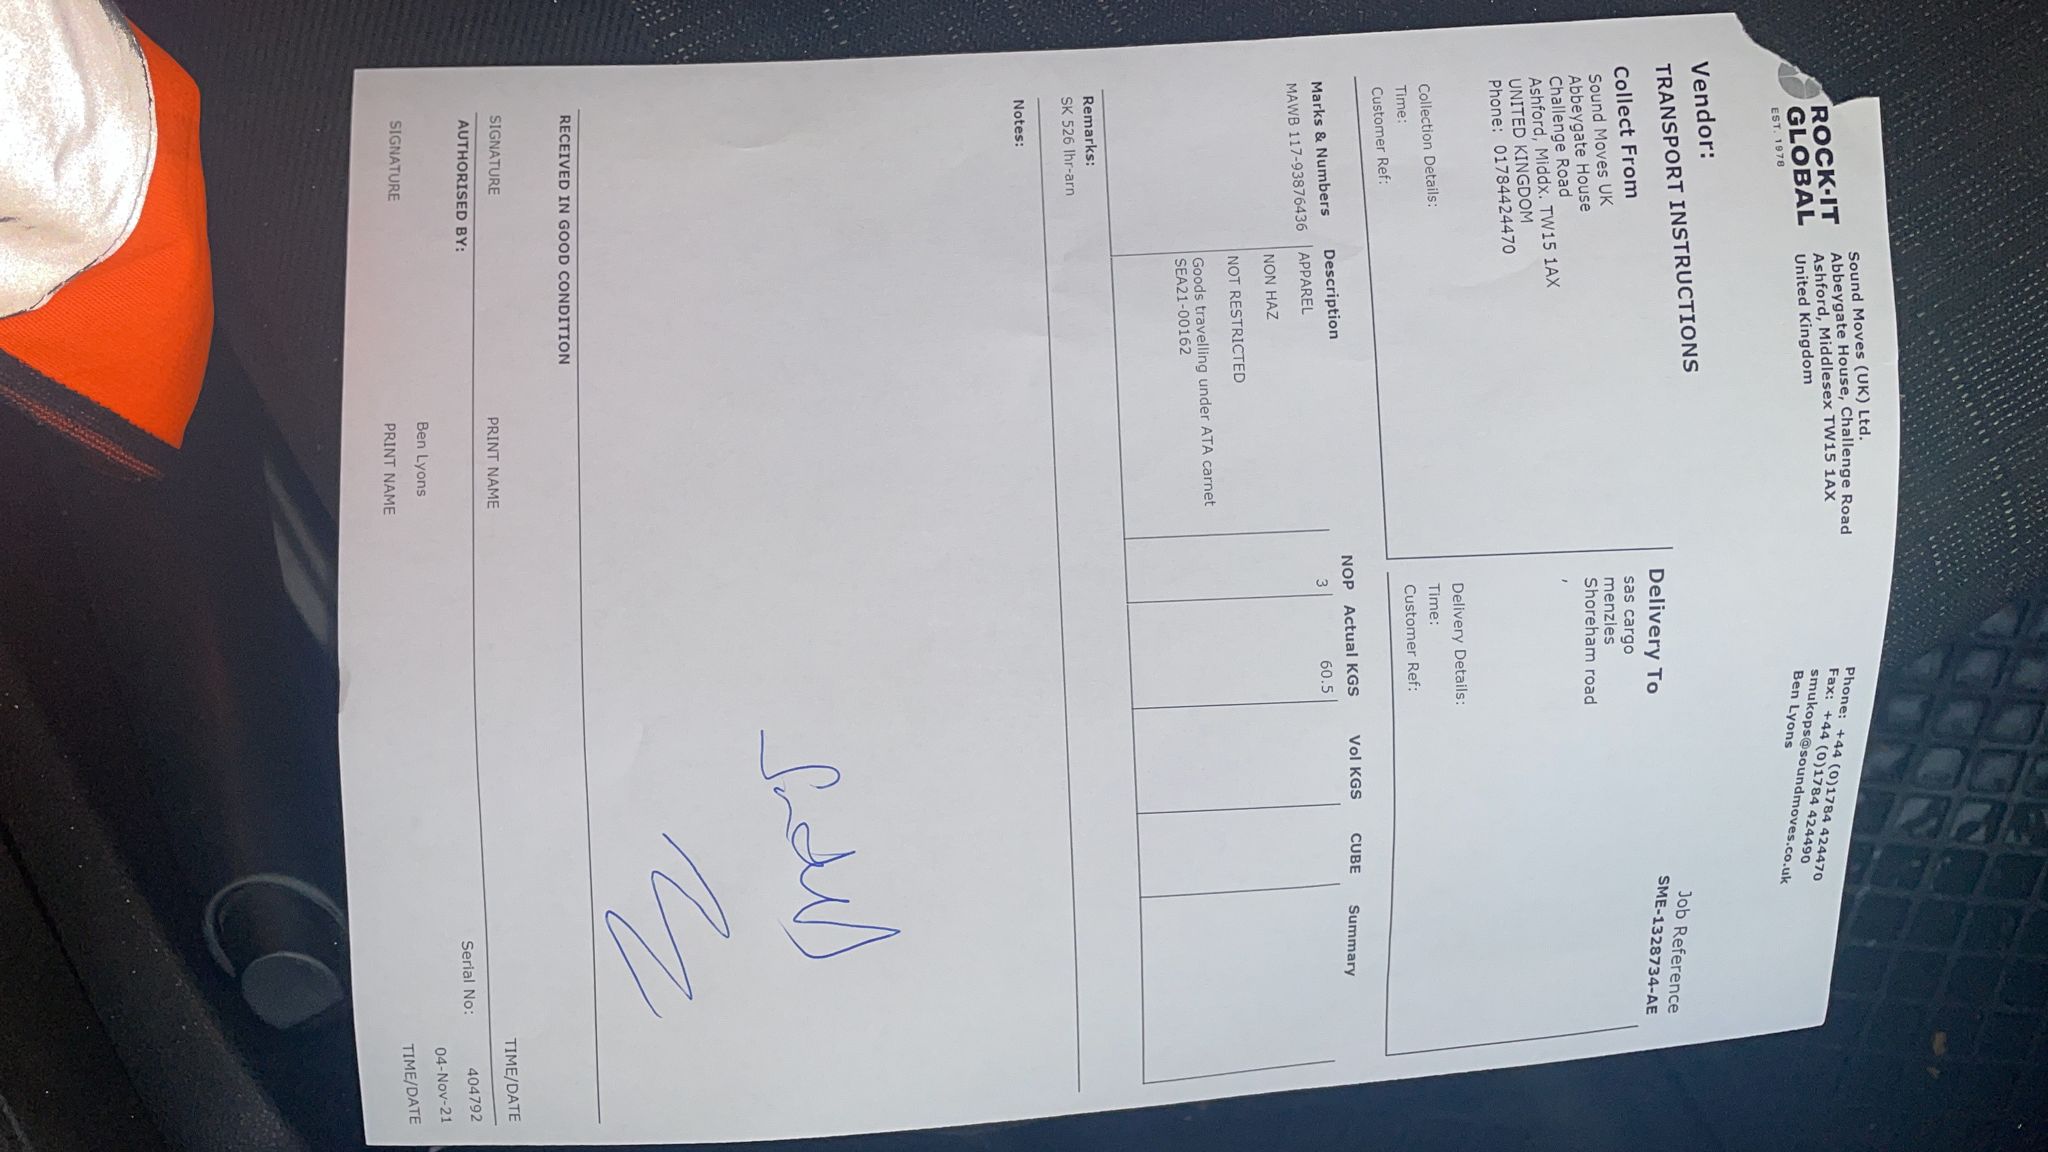 ROCK-IT
GLOBAL
EST. 1978
Sound Moves (UK) Ltd.
Abbeygate House, Challenge Road
Ashford, Middlesex TW15 1AX
United Kingdom
Phone: +44 (0)1784 424470
Fax: +44 (0)1784 424490
smukops@soundmoves.co.uk
Ben Lyons
Vendor:
TRANSPORT INSTRUCTIONS
Job Reference
SME-1328734-AE
Collect From
Sound Moves UK
Abbeygate House
Challenge Road
Ashford, Middx. TW15 1AX
UNITED KINGDOM
Phone: 01784424470
Collection Details:
Time:
Customer Ref:
Delivery To
sas cargo
menzies
Shoreham road
,
Delivery Details:
Time:
Customer Ref:
Marks & Numbers Description NOP Actual KGS Vol KGS CUBE Summary
MAWB 117-93876436 APPAREL 3 60.5
NON HAZ
NOT RESTRICTED
Goods travelling under ATA carnet
SEA21-00162
Remarks:
SK 526 lhr-arn
Notes:
RECEIVED IN GOOD CONDITION
SIGNATURE PRINT NAME TIME/DATE
AUTHORISED BY: Serial No: 404792
Ben Lyons 04-Nov-21
SIGNATURE PRINT NAME TIME/DATE